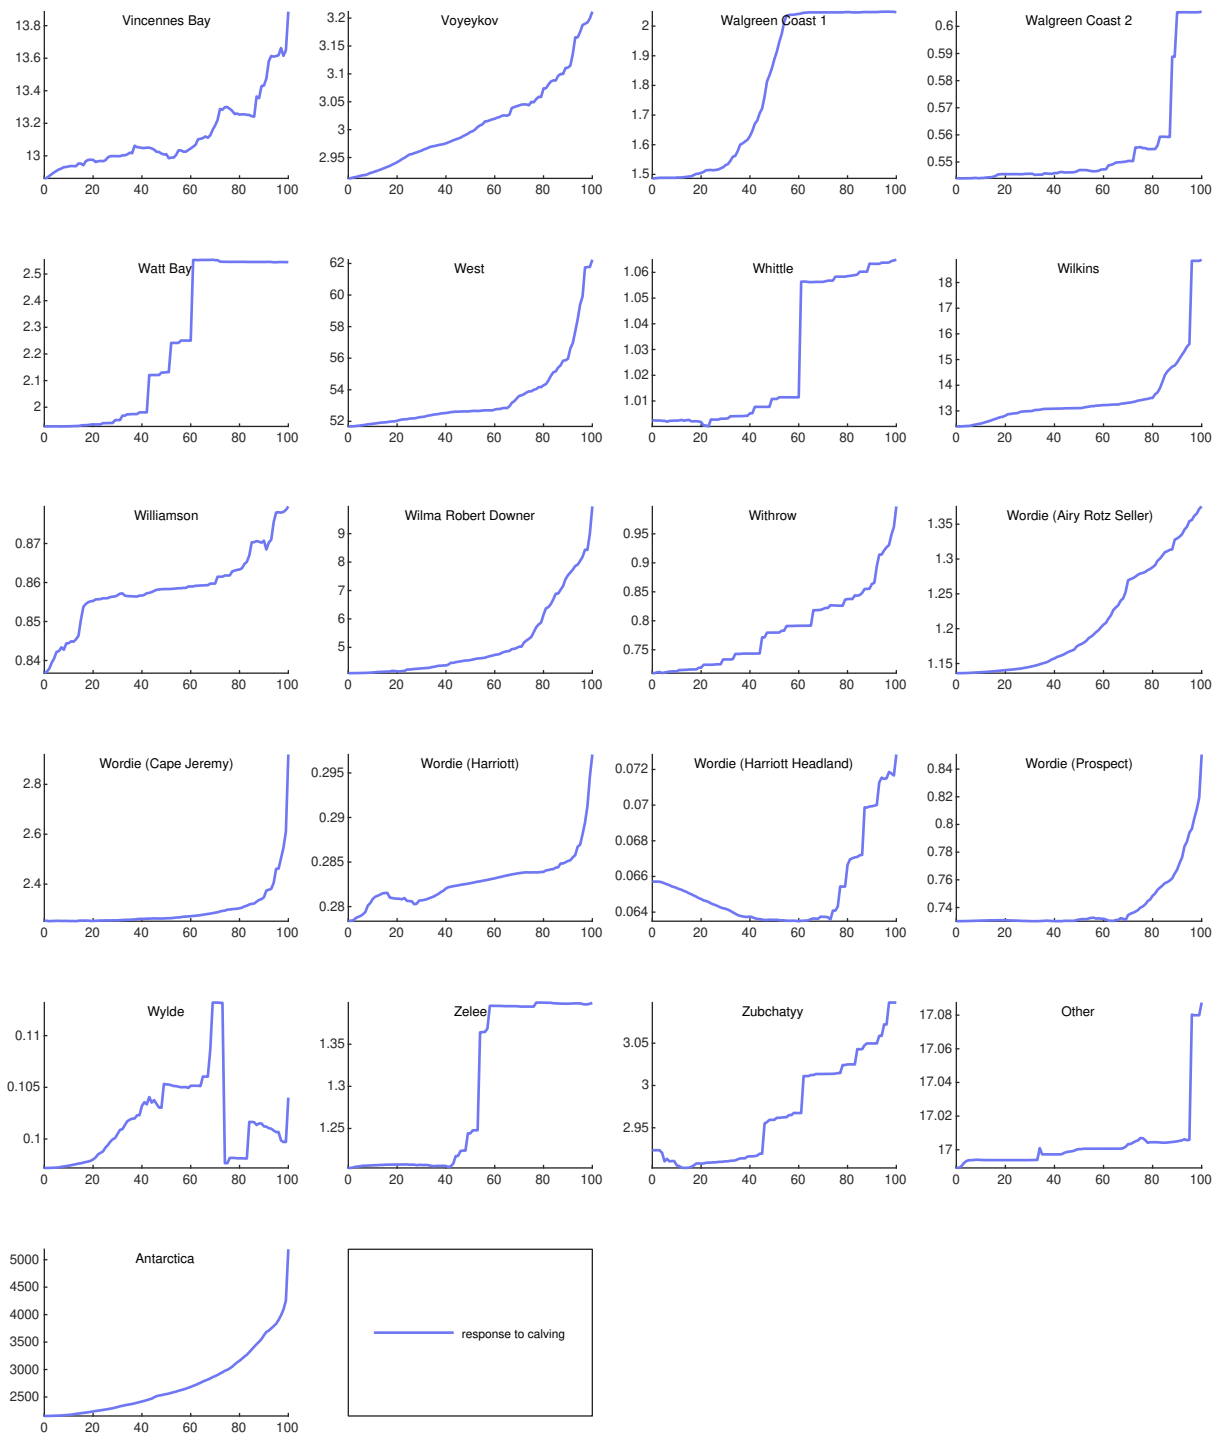 Vincennes Bay
13.8
13.6
13.4
13.2
13
0 20 40 60 80 100
Voyeykov
3.2
3.15
3.1
3.05
3
2.95
0 20 40 60 80 100
Walgreen Coast 1
2
1.9
1.8
1.7
1.6
1.5
0 20 40 60 80 100
Walgreen Coast 2
0.6
0.59
0.58
0.57
0.56
0.55
0 20 40 60 80 100
Watt Bay
2.5
2.4
2.3
2.2
2.1
2
0 20 40 60 80 100
West
62
60
58
56
54
52
0 20 40 60 80 100
Whittle
1.06
1.05
1.04
1.03
1.02
1.01
0 20 40 60 80 100
Wilkins
18
17
16
15
14
13
0 20 40 60 80 100
Williamson
0.87
0.86
0.85
0.84
0 20 40 60 80 100
Wilma Robert Downer
9
8
7
6
5
0 20 40 60 80 100
Withrow
0.95
0.9
0.85
0.8
0.75
0 20 40 60 80 100
Wordie (Airy Rotz Seller)
1.35
1.3
1.25
1.2
1.15
0 20 40 60 80 100
Wordie (Cape Jeremy)
2.8
2.6
2.4
0 20 40 60 80 100
Wordie (Harriott)
0.295
0.29
0.285
0.28
0 20 40 60 80 100
Wordie (Harriott Headland)
0.072
0.07
0.068
0.066
0.064
0 20 40 60 80 100
Wordie (Prospect)
0.84
0.82
0.8
0.78
0.76
0.74
0 20 40 60 80 100
Wylde
0.11
0.105
0.1
0 20 40 60 80 100
Zelee
1.35
1.3
1.25
0 20 40 60 80 100
Zubchatyy
3.05
3
2.95
0 20 40 60 80 100
Other
17.08
17.06
17.04
17.02
17
0 20 40 60 80 100
Antarctica
5000
4500
4000
3500
3000
2500
0 20 40 60 80 100
response to calving